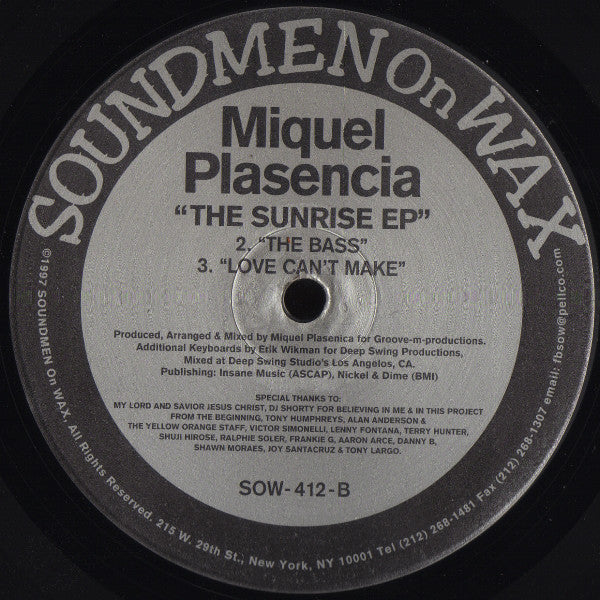 SOUNDMEN On WAX
Miquel
Plasencia
"THE SUNRISE EP"
2. "THE BASS"
3. "LOVE CAN'T MAKE"
Produced, Arranged & Mixed by Miquel Plasenica for Groove-m-productions.
Additional Keyboards by Erik Wikman for Deep Swing Productions,
Mixed at Deep Swing Studio's Los Angelos, CA.
Publishing: Insane Music (ASCAP), Nickel & Dime (BMI)
SPECIAL THANKS TO:
MY LORD AND SAVIOR JESUS CHRIST, DJ SHORTY FOR BELIEVING IN ME & IN THIS PROJECT
FROM THE BEGINNING, TONY HUMPHREYS, ALAN ANDERSON &
THE YELLOW ORANGE STAFF, VICTOR SIMONELLI, LENNY FONTANA, TERRY HUNTER,
SHUJI HIROSE, RALPHIE SOLER, FRANKIE G, AARON ARCE, DANNY B,
SHAWN MORAES, JOY SANTACRUZ & TONY LARGO.
SOW-412-B
©1997 SOUNDMEN On WAX, All Rights Reserved. 215 W. 29th St., New York, NY 10001 Tel (212) 268-1481 Fax (212) 268-1307 email: fbsow@pellco.com